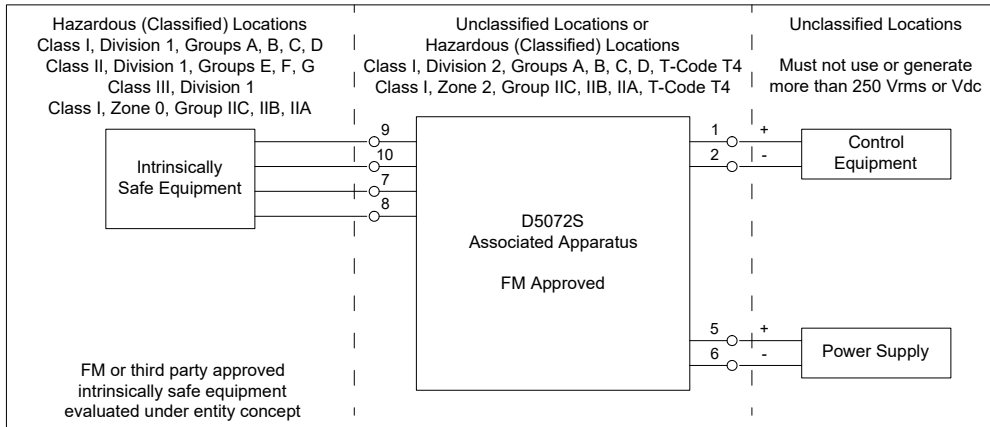 Hazardous (Classified) Locations
Class I, Division 1, Groups A, B, C, D
Class II, Division 1, Groups E, F, G
Class III, Division 1
Class I, Zone 0, Group IIC, IIB, IIA
Unclassified Locations or
Hazardous (Classified) Locations
Class I, Division 2, Groups A, B, C, D, T-Code T4
Class I, Zone 2, Group IIC, IIB, IIA, T-Code T4
Unclassified Locations
Must not use or generate
more than 250 Vrms or Vdc
Intrinsically
Safe Equipment
9
10
7
8
D5072S
Associated Apparatus
FM Approved
1 +
2 -
Control
Equipment
5 +
6 -
Power Supply
FM or third party approved
intrinsically safe equipment
evaluated under entity concept